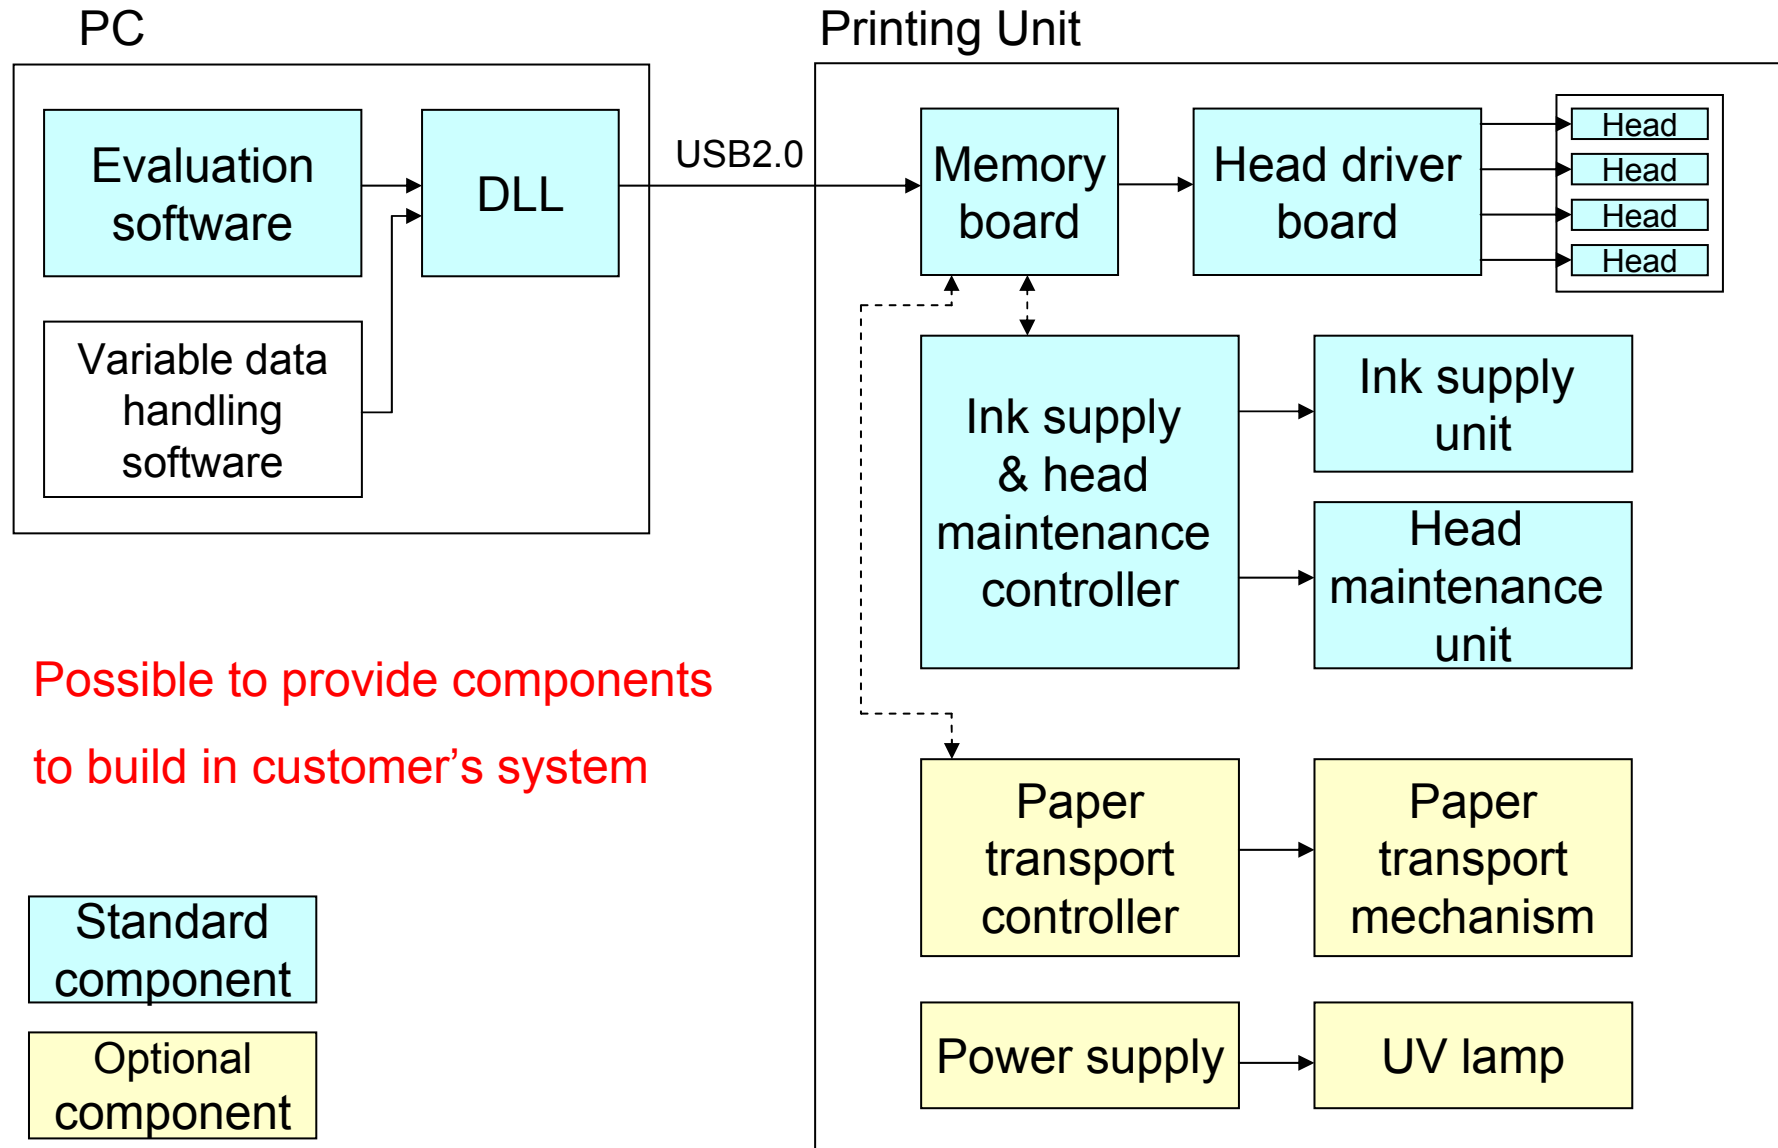 PC
Printing Unit
Evaluation
software
DLL
USB2.0
Variable data
handling
software
Memory
board
Head driver
board
Head
Head
Head
Head
Ink supply
& head
maintenance
controller
Ink supply
unit
Head
maintenance
unit
Possible to provide components
to build in customer’s system
Paper
transport
controller
Paper
transport
mechanism
Standard
component
Optional
component
Power supply
UV lamp